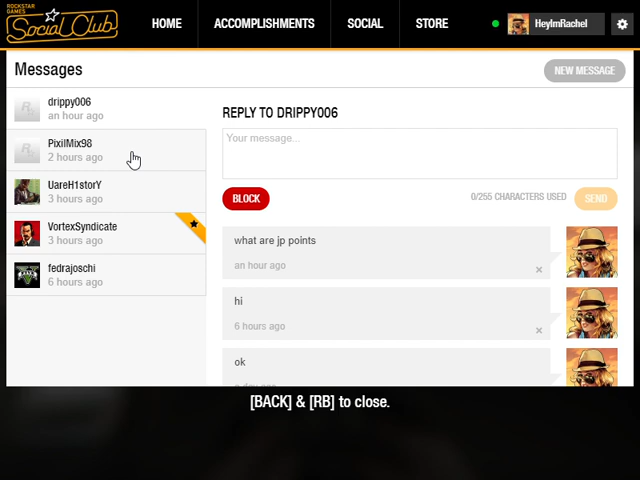 ROCKSTAR
GAMES
Social Club
HOME
ACCOMPLISHMENTS
SOCIAL
STORE
HeyImRachel
Messages
NEW MESSAGE
drippy006
an hour ago
PixilMix98
2 hours ago
UareH1storY
3 hours ago
VortexSyndicate
3 hours ago
fedrajoschi
6 hours ago
REPLY TO DRIPPY006
Your message...
BLOCK
0/255 CHARACTERS USED
SEND
what are jp points
an hour ago
hi
6 hours ago
ok
a day ago
[BACK] & [RB] to close.